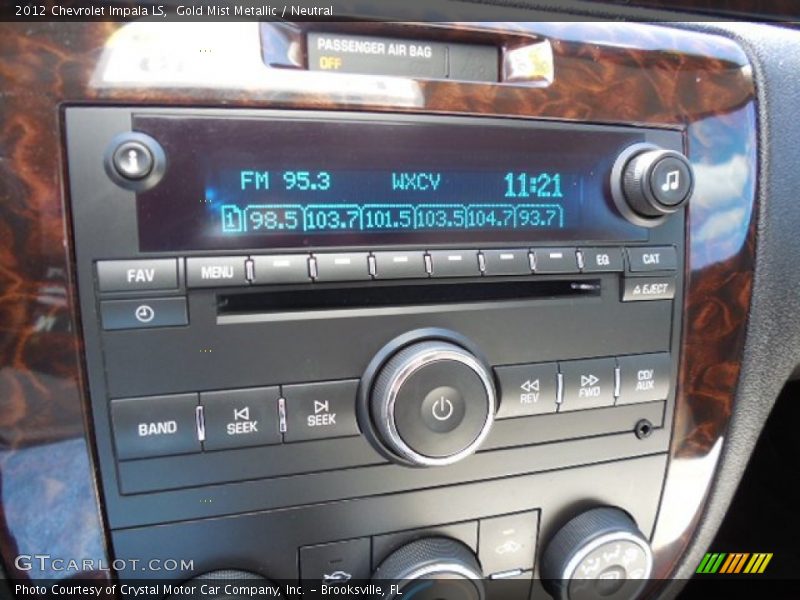 2012 Chevrolet Impala LS, Gold Mist Metallic / Neutral
PASSENGER AIR BAG
OFF
FM 95.3 WXCY 11:21
1 98.5 103.7 101.5 103.5 104.7 93.7
FAV MENU EQ CAT
EJECT
BAND SEEK SEEK REV FWD CD/AUX
GTCARLOT.COM
Photo Courtesy of Crystal Motor Car Company, Inc. - Brooksville, FL